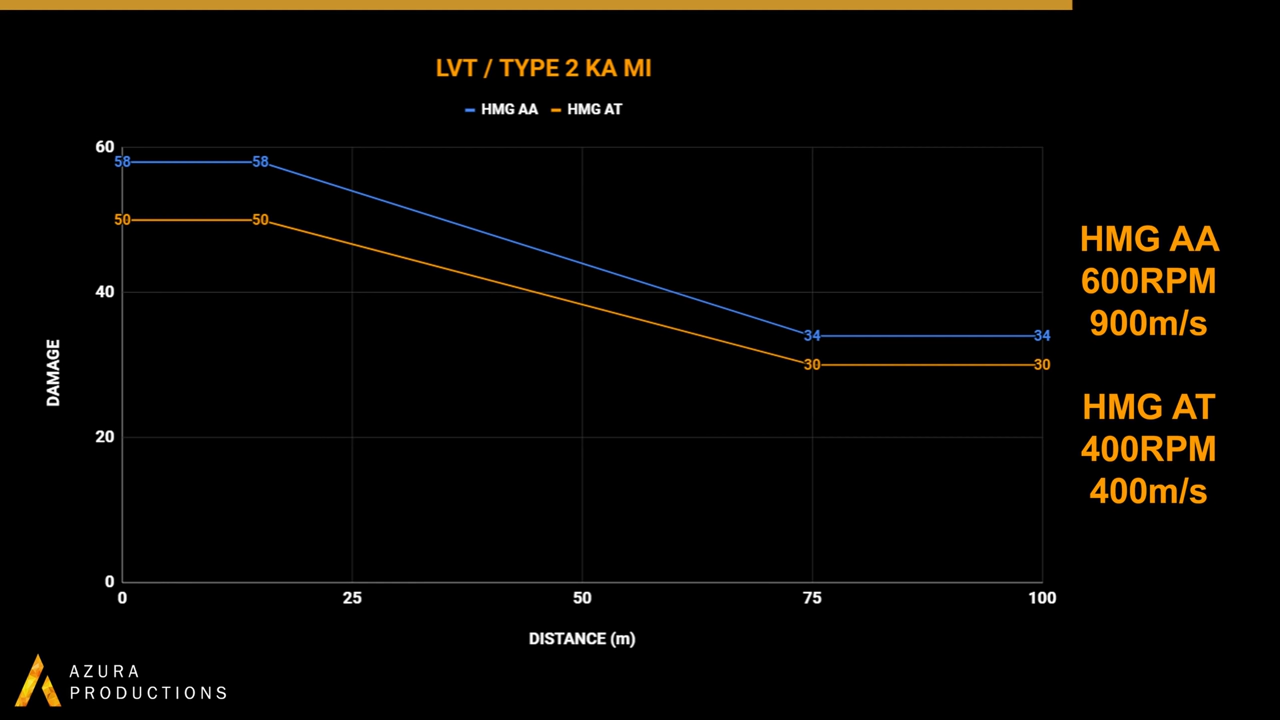 LVT / TYPE 2 KA MI
HMG AA HMG AT
60
58 58
50 50
40
34 34
30 30
20
0
0 25 50 75 100
DAMAGE
DISTANCE (m)
HMG AA
600RPM
900m/s
HMG AT
400RPM
400m/s
AZURA
PRODUCTIONS